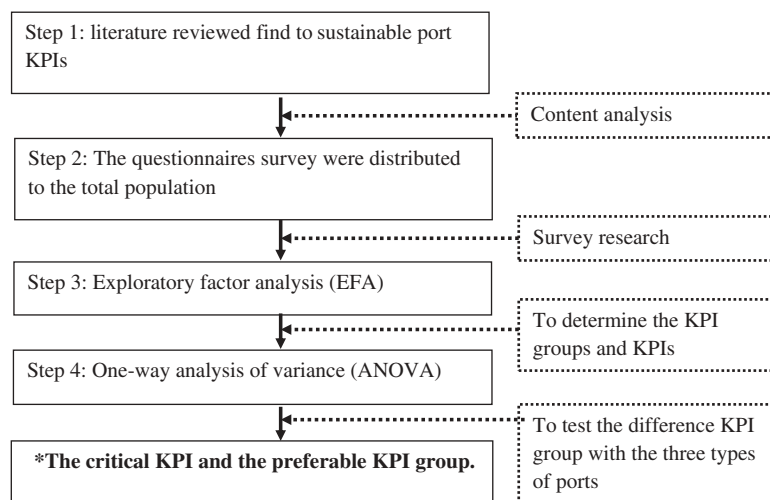 Step 1: literature reviewed find to sustainable port
KPIs
Content analysis
Step 2: The questionnaires survey were distributed
to the total population
Survey research
Step 3: Exploratory factor analysis (EFA)
To determine the KPI
groups and KPIs
Step 4: One-way analysis of variance (ANOVA)
To test the difference KPI
group with the three types
of ports
*The critical KPI and the preferable KPI group.